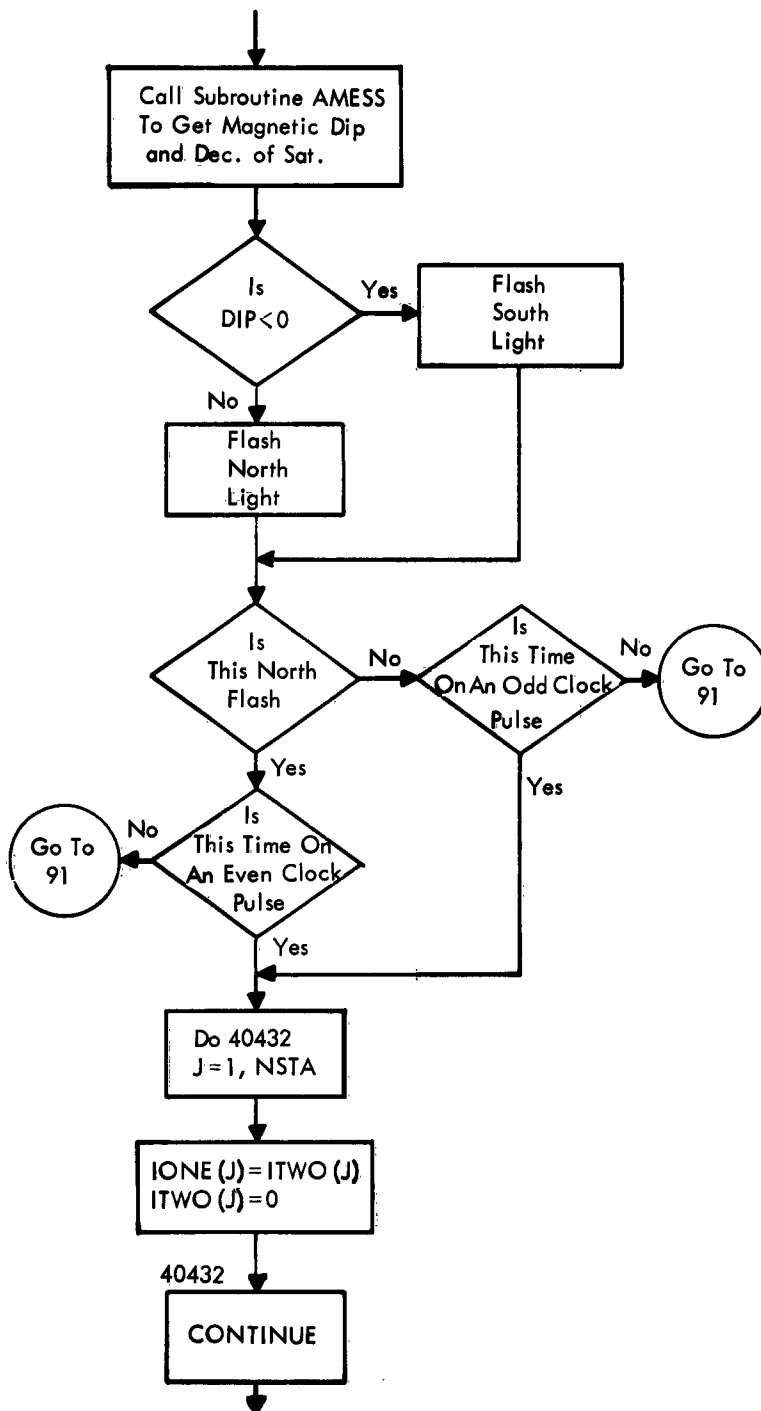 Call Subroutine AMESS
To Get Magnetic Dip
and Dec. of Sat.
Is
DIP<0
Yes
Flash
South
Light
No
Flash
North
Light
Is
This North
Flash
No
Is
This Time
On An Odd Clock
Pulse
No
Go To
91
Yes
Yes
Is
This Time On
An Even Clock
Pulse
No
Go To
91
Yes
Do 40432
J=1, NSTA
IONE (J)=ITWO (J)
ITWO (J)=0
40432
CONTINUE